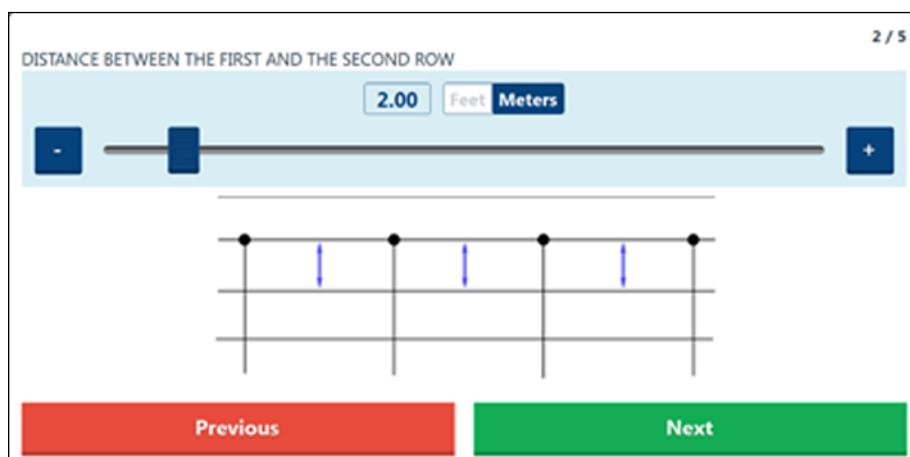 2 / 5
DISTANCE BETWEEN THE FIRST AND THE SECOND ROW
2.00 Feet Meters
- +
Previous Next